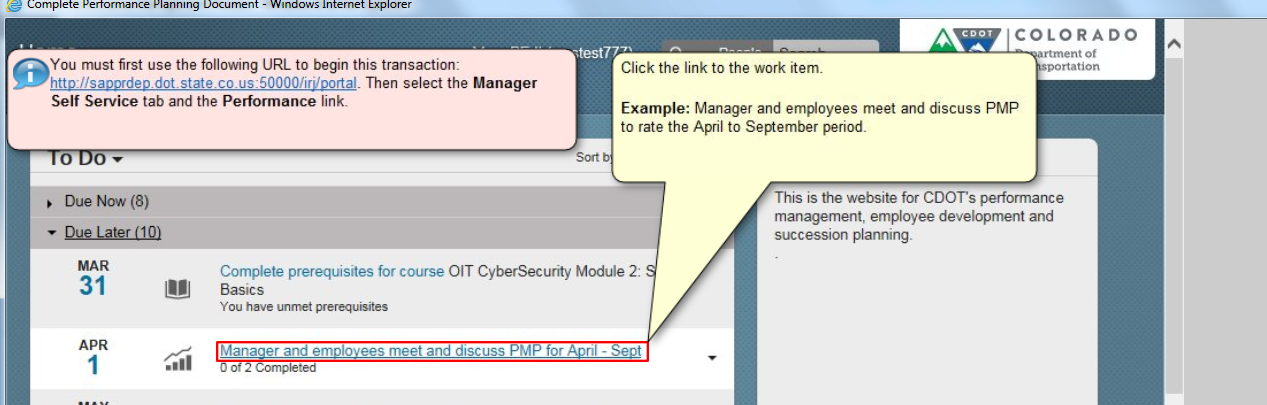 Complete Performance Planning Document - Windows Internet Explorer
CDOT
COLORADO
Department of
Transportation
stest777)
People
Search
You must first use the following URL to begin this transaction:
http://sapprdep.dot.state.co.us:50000/irj/portal. Then select the Manager
Self Service tab and the Performance link.
Click the link to the work item.
Example: Manager and employees meet and discuss PMP
to rate the April to September period.
To Do
Sort by
Due Now (8)
Due Later (10)
MAR
31
Complete prerequisites for course OIT CyberSecurity Module 2: S
Basics
You have unmet prerequisites
APR
1
Manager and employees meet and discuss PMP for April - Sept
0 of 2 Completed
MAY
This is the website for CDOT's performance
management, employee development and
succession planning.
.